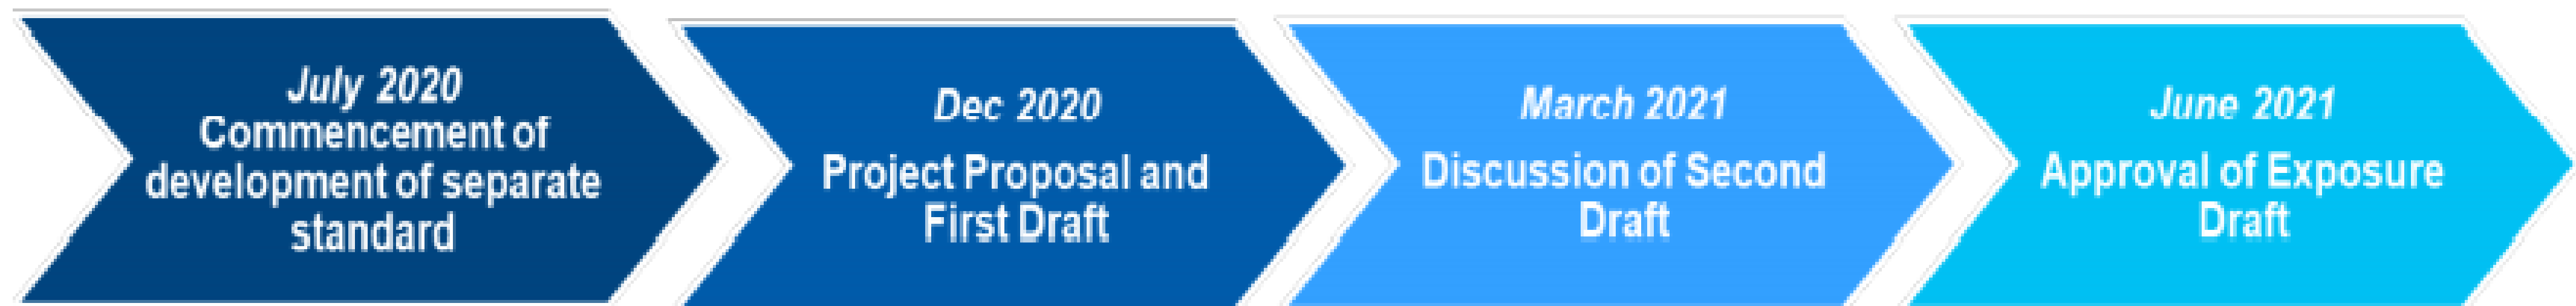 July 2020
Commencement of
development of separate
standard
Dec 2020
Project Proposal and
First Draft
March 2021
Discussion of Second
Draft
June 2021
Approval of Exposure
Draft